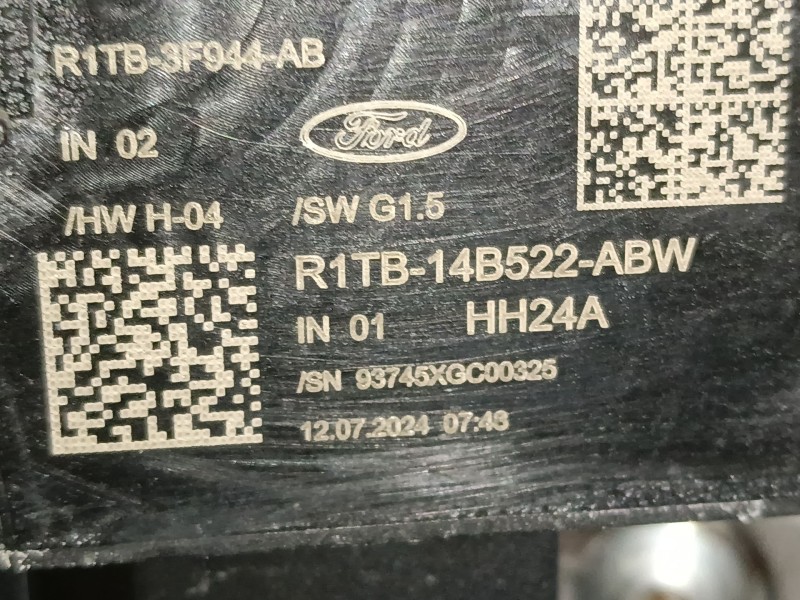 R1TB-3F944-AB
Ford
IN 02
/HW H-04
/SW G1.5
R1TB-14B522-ABW
IN 01 HH24A
/SN 93745XGC00325
12.07.2024 07:48